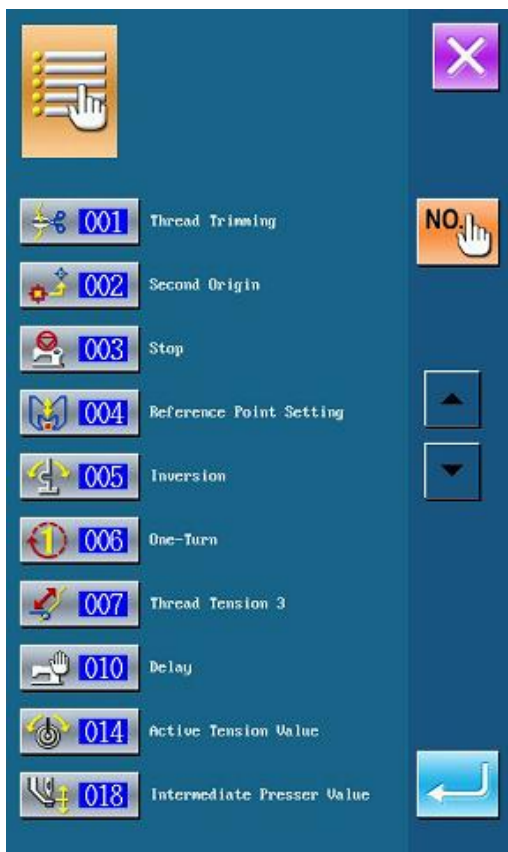 001 Thread Trimming
NO.
002 Second Origin
003 Stop
004 Reference Point Setting
005 Inversion
1
006 One-Turn
007 Thread Tension 3
010 Delay
014 Active Tension Value
018 Intermediate Presser Value